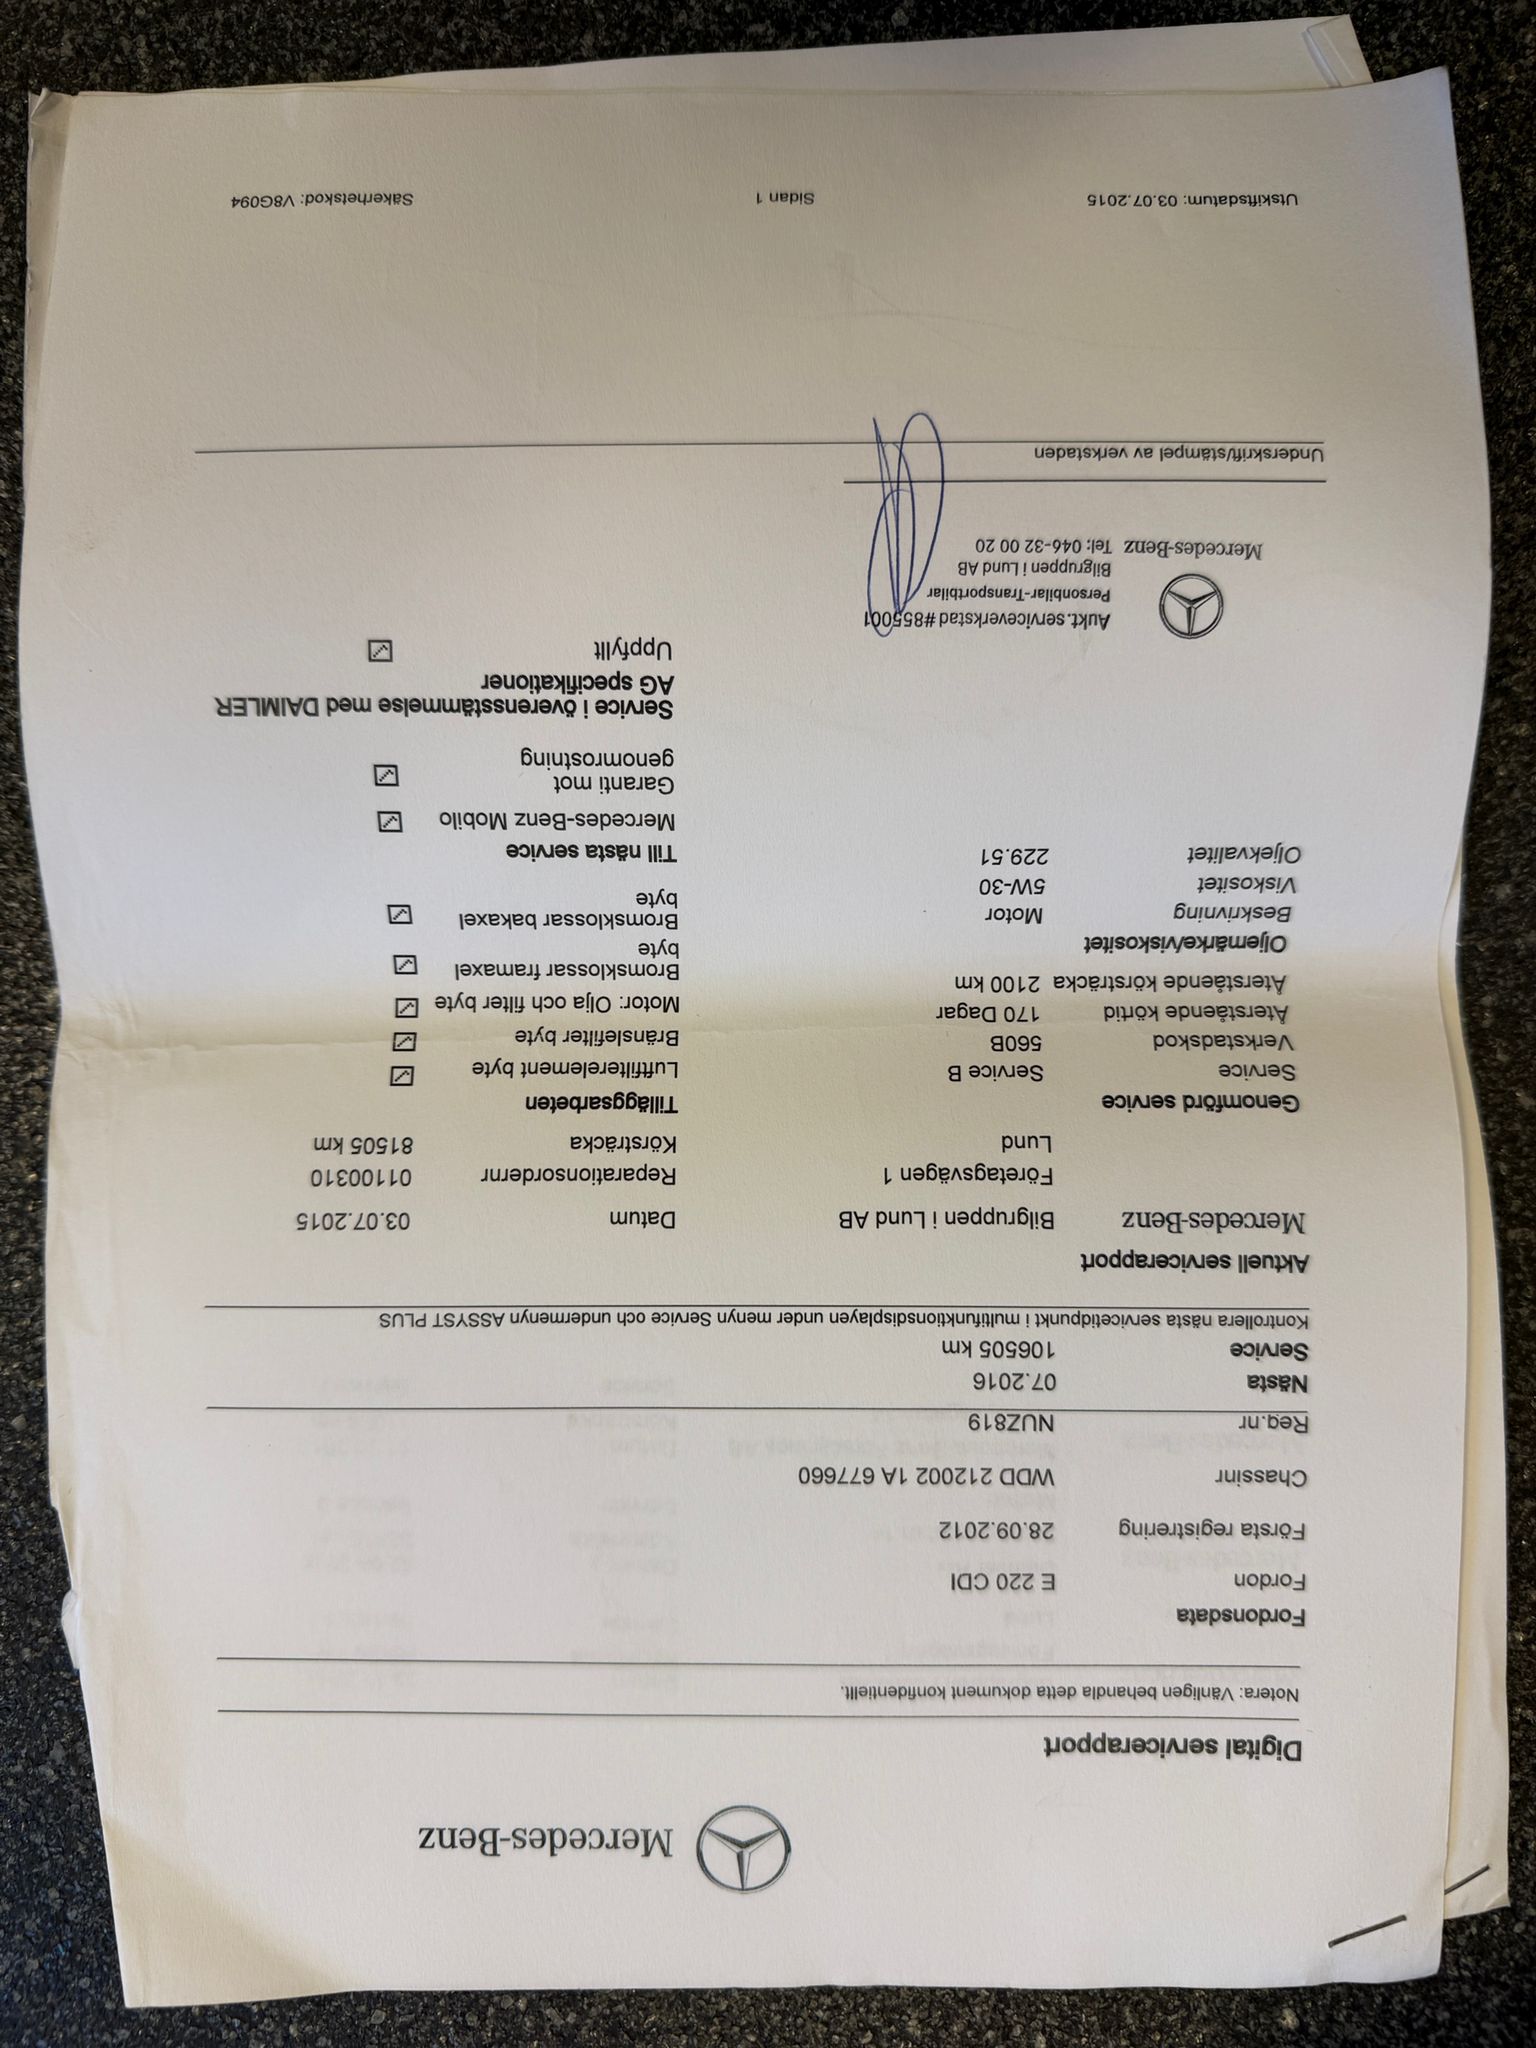 Mercedes-Benz
Digital servicerapport
Notera: Vänligen behandla detta dokument konfidentiellt.
Fordonsdata
Fordon E 220 CDI
Första registrering 28.09.2012
Chassinr WDD 212002 1A 677660
Reg.nr NUZ819
Nästa 07.2016
Service 106505 km
Kontrollera nästa servicetidpunkt i multifunktionsdisplayen under menyn Service och undermenyn ASSYST PLUS
Aktuell servicerapport
Mercedes-Benz Bilgruppen i Lund AB
Företagsvägen 1
Lund
Datum 03.07.2015
Reparationsordernr 01100310
Körsträcka 81505 km
Genomförd service
Service Service B
Verkstadskod 560B
Återstående körtid 170 Dagar
Återstående körsträcka 2100 km
Oljemärke/viskositet
Beskrivning Motor
Viskositet 5W-30
Oljekvalitet 229.51
Tilläggsarbeten
Luftfilterelement byte
Bränslefilter byte
Motor: Olja och filter byte
Bromsklossar framaxel
byte
Bromsklossar bakaxel
byte
Till nästa service
Mercedes-Benz Mobilo
Garanti mot
genomrostning
Service i överensstämmelse med DAIMLER
AG specifikationer
Uppfyllt
Aukt.serviceverkstad #855001
Personbilar-Transportbilar
Bilgruppen i Lund AB
Mercedes-Benz Tel: 046-32 00 20
Underskrift/stämpel av verkstaden
Utskiftsdatum: 03.07.2015 Sidan 1 Säkerhetskod: V8G094